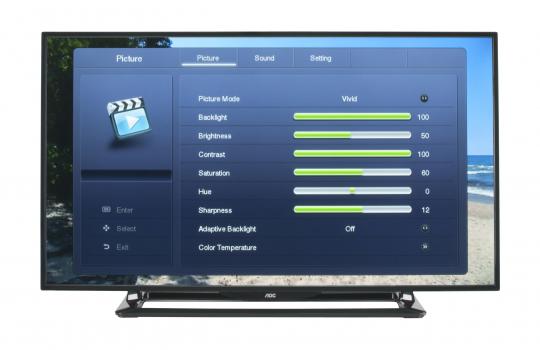 Picture
Picture Sound Setting
Picture Mode Vivid
Backlight 100
Brightness 50
Contrast 100
Saturation 60
Hue 0
Sharpness 12
Adaptive Backlight Off
Color Temperature
Enter
Select
Exit
AOC